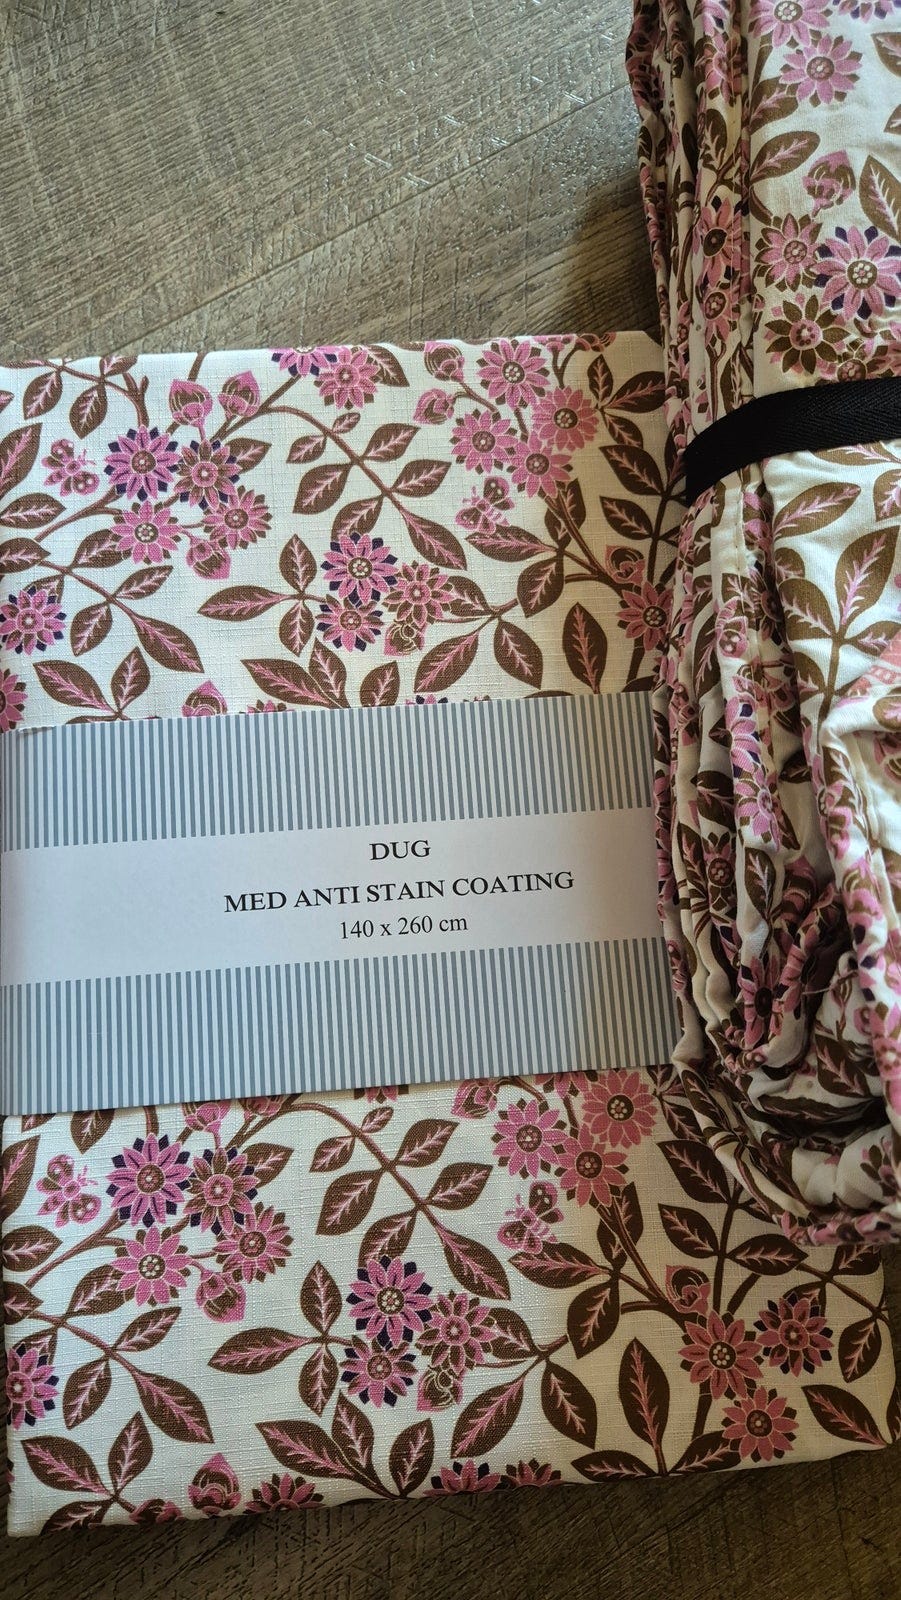 DUG
MED ANTI STAIN COATING
140 x 260 cm